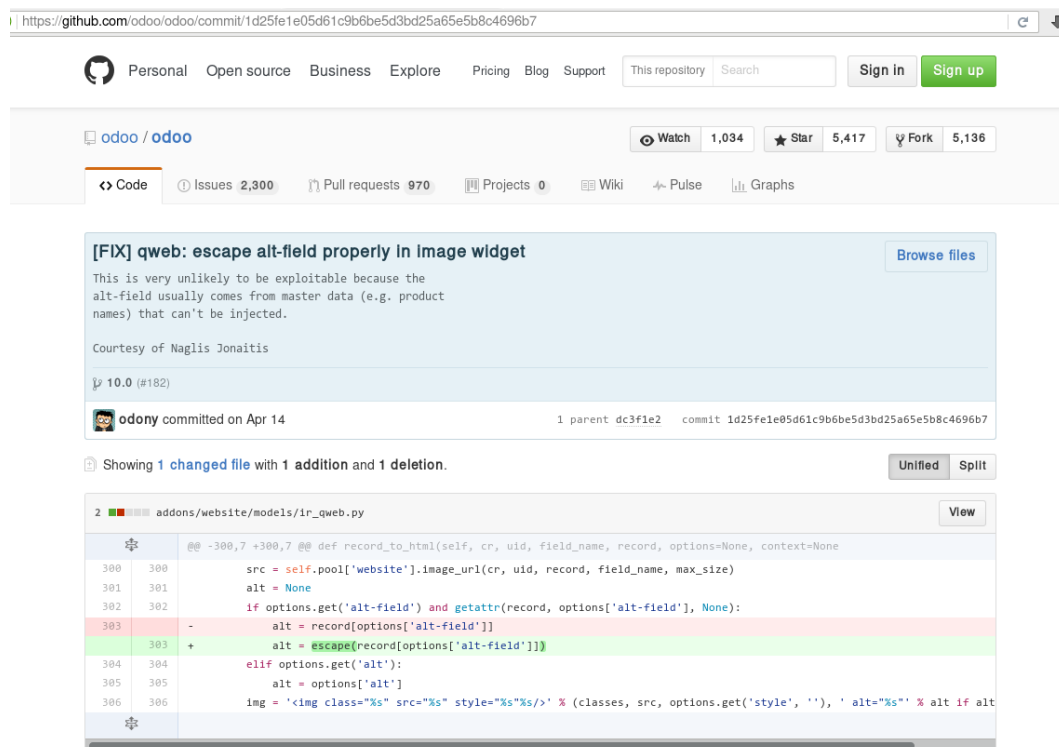 https://github.com/odoo/odoo/commit/1d25fe1e05d61c9b6be5d3bd25a65e5b8c4696b7
Personal Open source Business Explore Pricing Blog Support This repository Search Sign in Sign up
odoo / odoo Watch 1,034 Star 5,417 Fork 5,136
Code Issues 2,300 Pull requests 970 Projects 0 Wiki Pulse Graphs
[FIX] qweb: escape alt-field properly in image widget Browse files
This is very unlikely to be exploitable because the
alt-field usually comes from master data (e.g. product
names) that can't be injected.
Courtesy of Naglis Jonaitis
10.0 (#182)
odony committed on Apr 14 1 parent dc3f1e2 commit 1d25fe1e05d61c9b6be5d3bd25a65e5b8c4696b7
Showing 1 changed file with 1 addition and 1 deletion. Unified Split
2 addons/website/models/ir_qweb.py View
@@ -300,7 +300,7 @@ def record_to_html(self, cr, uid, field_name, record, options=None, context=None
300 300 src = self.pool['website'].image_url(cr, uid, record, field_name, max_size)
301 301 alt = None
302 302 if options.get('alt-field') and getattr(record, options['alt-field'], None):
303 - alt = record[options['alt-field']]
303 + alt = escape(record[options['alt-field']])
304 304 elif options.get('alt'):
305 305 alt = options['alt']
306 306 img = '<img class="%s" src="%s" style="%s"%s/>' % (classes, src, options.get('style', ''), ' alt="%s"' % alt if alt